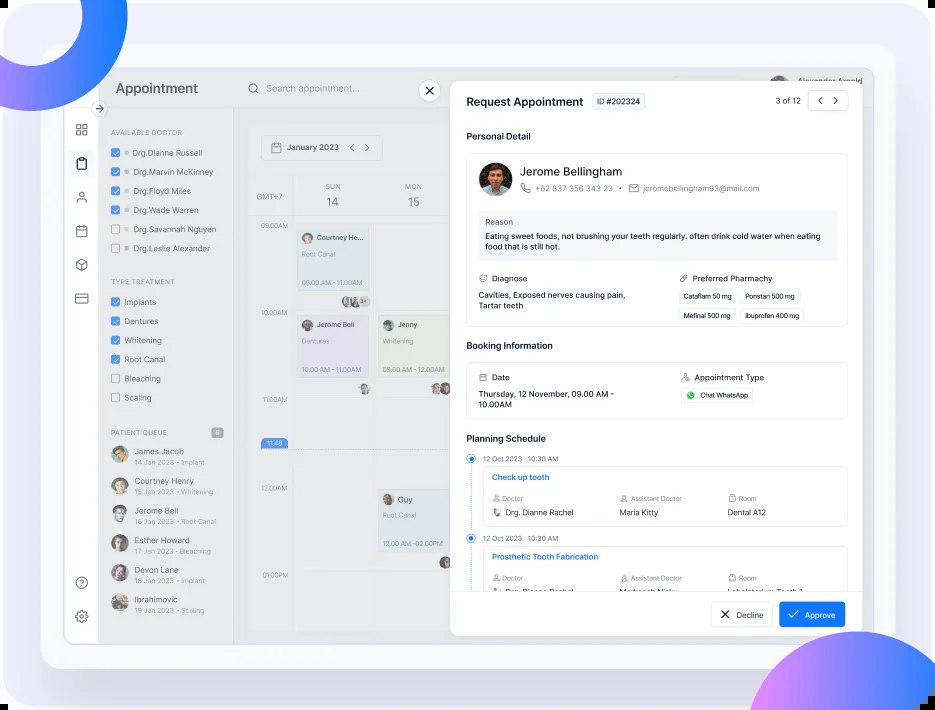 Appointment
Search appointment...
AVAILABLE DOCTOR
Drg.Dianne Russell
Drg.Marvin McKinney
Drg.Floyd Miles
Drg.Wade Warren
Drg.Savannah Nguyen
Drg.Leslie Alexander
TYPE TREATMENT
Implants
Dentures
Whitening
Root Canal
Bleaching
Scaling
PATIENT QUEUE
6
James Jacob
14 Jan 2023 • Implant
Courtney Henry
15 Jan 2023 • Whitening
Jerome Bell
16 Jan 2023 • Root Canal
Esther Howard
17 Jan 2023 • Bleaching
Devon Lane
18 Jan 2023 • Implant
Ibrahimovic
19 Jan 2023 • Scaling
January 2023
GMT+7
SUN
14
MON
15
09.00AM
Courtney He...
Root Canal
09.00 AM - 11.00AM
3+
10:00AM
Jerome Bell
Dentures
10.00 AM - 11.00AM
Jenny
Whitening
09.00 AM - 12.00AM
11:00AM
11.48
12:00AM
Guy
Root Canal
12.00 AM -02.00PM
01:00PM
Alexander Arnold
Request Appointment
ID #202324
3 of 12
Personal Detail
Jerome Bellingham
+62 837 356 343 23 • jeromebellingham93@mail.com
Reason
Eating sweet foods, not brushing your teeth regularly. often drink cold water when eating
food that is still hot.
Diagnose
Cavities, Exposed nerves causing pain,
Tartar teeth
Preferred Pharmachy
Cataflam 50 mg
Ponstan 500 mg
Mefinal 500 mg
Ibuprofen 400 mg
Booking Information
Date
Thursday, 12 November, 09.00 AM -
10.00AM
Appointment Type
Chat WhatsApp
Planning Schedule
12 Oct 2023 10:30 AM
Check up tooth
Doctor
Drg. Dianne Rachel
Assistant Doctor
Maria Kitty
Room
Dental A12
12 Oct 2023 10:30 AM
Prosthetic Tooth Fabrication
Doctor
Drg. Dianne Rachel
Assistant Doctor
Room
Decline
Approve